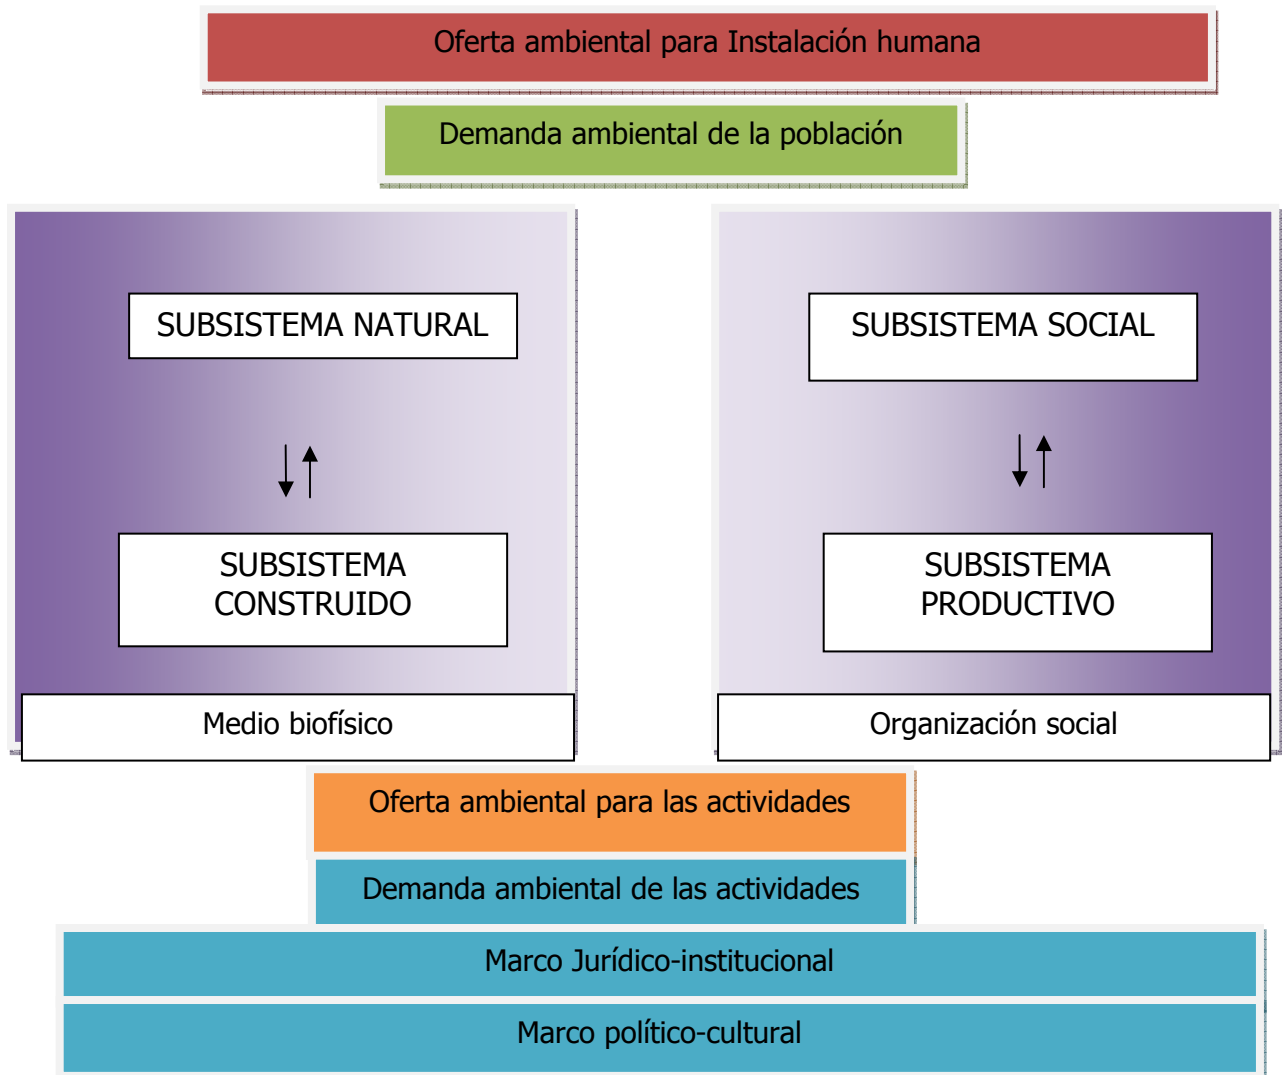 Oferta ambiental para Instalación humana
Demanda ambiental de la población
SUBSISTEMA NATURAL
SUBSISTEMA
CONSTRUIDO
Medio biofísico
SUBSISTEMA SOCIAL
SUBSISTEMA
PRODUCTIVO
Organización social
Oferta ambiental para las actividades
Demanda ambiental de las actividades
Marco Jurídico-institucional
Marco político-cultural